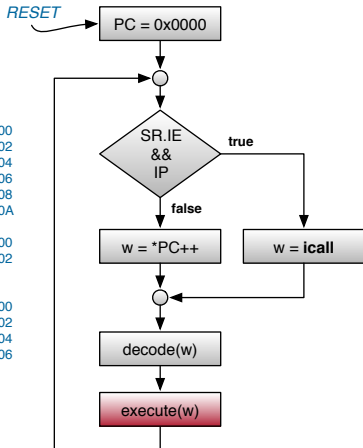 RESET
PC = 0x0000
SR.IE
&&
IP
true
false
00
02
04
06
08
0A
00
02
00
02
04
06
w = *PC++
w = icall
decode(w)
execute(w)